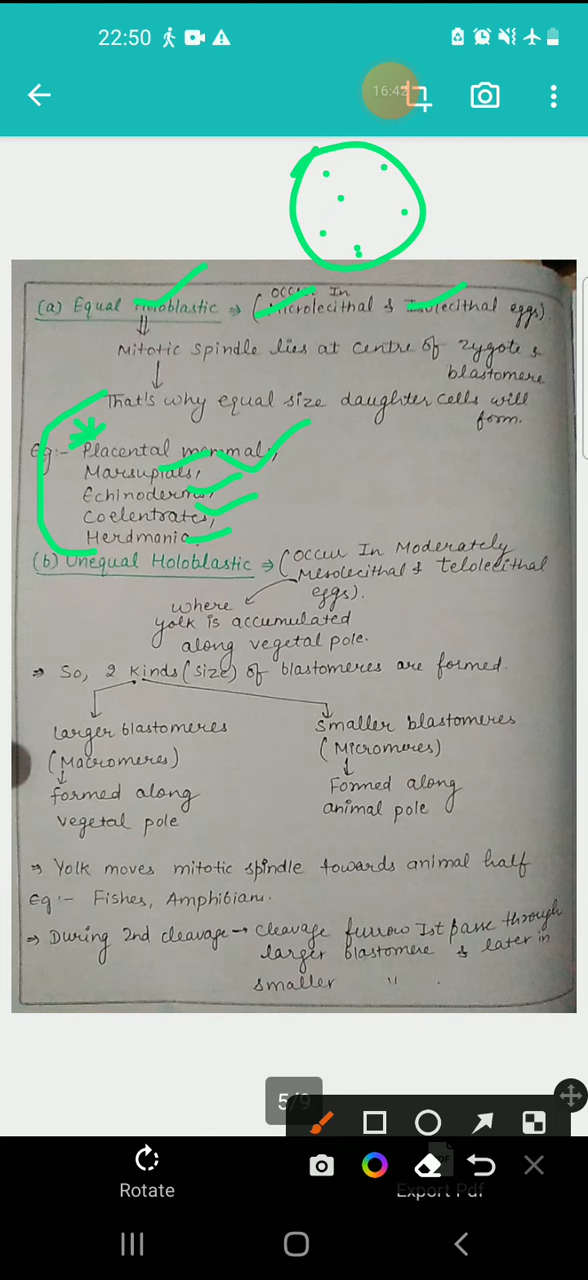 22:50
16:42
(a) Equal Holoblastic ⇒ (occur In Microlecithal & Isolecithal eggs).
Mitotic spindle lies at centre of zygote &
blastomere
That's why equal size daughter cells will
form.
Eg:- Placental mammals,
Marsupials,
Echinoderms,
Coelentrates,
Herdmania
(b) Unequal Holoblastic ⇒ (occur In Moderately
Mesolecithal & Telolecithal
eggs).
where
yolk is accumulated
along vegetal pole.
⇒ So, 2 kinds (size) of blastomeres are formed.
larger blastomeres
(Macromeres)
formed along
vegetal pole
smaller blastomeres
(Micromeres)
Formed along
animal pole
⇒ Yolk moves mitotic spindle towards animal half
Eg:- Fishes, Amphibians.
⇒ During 2nd cleavage → cleavage furrow Ist pass through
larger blastomere & later in
smaller " .
5/9
Rotate
Export Pdf